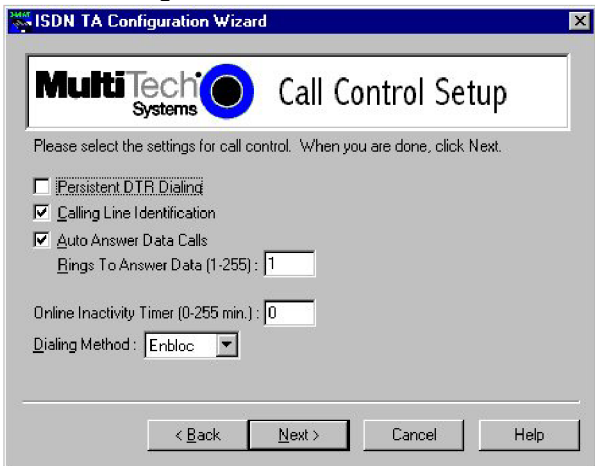 ISDN TA Configuration Wizard
MultiTech
Systems
Call Control Setup
Please select the settings for call control. When you are done, click Next.
Persistent DTR Dialing
Calling Line Identification
Auto Answer Data Calls
Rings To Answer Data (1-255) : 1
Online Inactivity Timer (0-255 min.) : 0
Dialing Method : Enbloc
< Back Next > Cancel Help